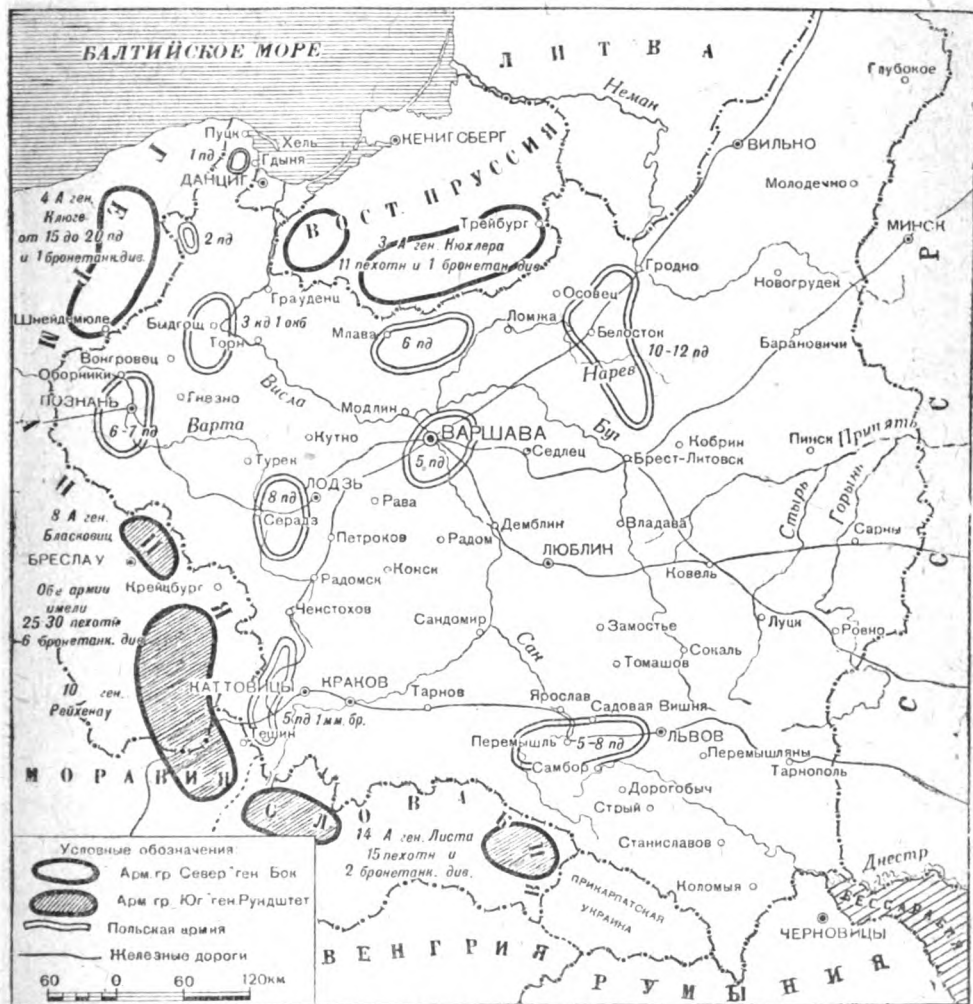 БАЛТИЙСКОЕ МОРЕ
ЛИТВА
Глубокое
Неман
Пуцк
Хель
КЕНИГСБЕРГ
ВИЛЬНО
1 пд
Гдыня
ДАНЦИГ
Молодечно
4 А ген.
Клюге
от 15 до 20 пд
и 1 бронетанк. див.
2 пд
ВОСТ. ПРУССИЯ
Трейбург
3 А ген. Кюхлера
11 пехотн и 1 бронетан. див.
МИНСК
Гродно
Новогрудек
Грауденц
Осовец
Шнейдемюле
Быдгощ
3 кд 1 окб
Торн
Млава
Ломжа
Белосток
6 пд
10-12 пд
Барановичи
Вонгровец
Оборники
Нарев
Висла
ПОЗНАНЬ
Гнезно
Модлин
6-7 пд
Варта
Кутно
ВАРШАВА
Буг
Кобрин
Пинск
Припять
5 пд
Седлец
Брест-Литовск
Турек
ЛОДЗЬ
8 пд
Рава
Стырь
Горынь
8 А ген.
Бласковиц
Серадз
Демблин
Владава
Сарны
Петроков
Радом
ЛЮБЛИН
БРЕСЛАУ
Конск
Ковель
Крейцбург
Радомск
Обе армии
имели
25-30 пехотн
6 бронетанк. див.
Ченстохов
Сандомир
Замостье
Луцк
Ровно
Сан
Сокаль
Томашов
10 ген.
Рейхенау
КАТТОВИЦЫ
КРАКОВ
Тарнов
Ярослав
Садовая Вишня
5 пд 1 мм. бр.
Тешин
Перемышль
5-8 пд
ЛЬВОВ
Перемышляны
Тарнополь
МОРАВИЯ
Самбор
Дорогобыч
Стрый
ГЕРМАНИЯ
СССР
СЛОВАКИЯ
14 А ген. Листа
15 пехотн и
2 бронетанк. див.
Станиславов
Коломыя
Днестр
ПРИКАРПАТСКАЯ
УКРАИНА
БЕССАРАБИЯ
ЧЕРНОВИЦЫ
ВЕНГРИЯ
РУМЫНИЯ
Условные обозначения:
Арм. гр „Север" ген Бок
Арм гр „Юг" ген. Рундштет
Польская армия
Железные дороги
60 0 60 120км